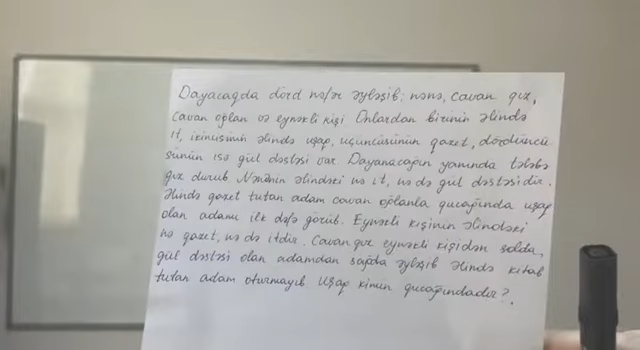 Dayacaqda dörd nəfər əyləşib: nənə, cavan qız,
cavan oğlan və eynəkli kişi Onlardan birinin əlində
it, ikincisinin əlində uşaq, üçüncüsünün qəzet, dördüncü
sünün isə gül dəstəsi var. Dayanacağın yanında tələbə
qız durub. Nənənin əlindəki nə it, nə də gül dəstəsidir.
Əlində qəzet tutan adam cavan oğlanla qucağında uşaq
olan adamı ilk dəfə görüb. Eynəkli kişinin əlindəki
nə qəzet, nə də itdir. Cavan qız eynəkli kişidən solda,
gül dəstəsi olan adamdan sağda əyləşib Əlində kitab
tutan adam oturmayıb Uşaq kimin qucağındadır?